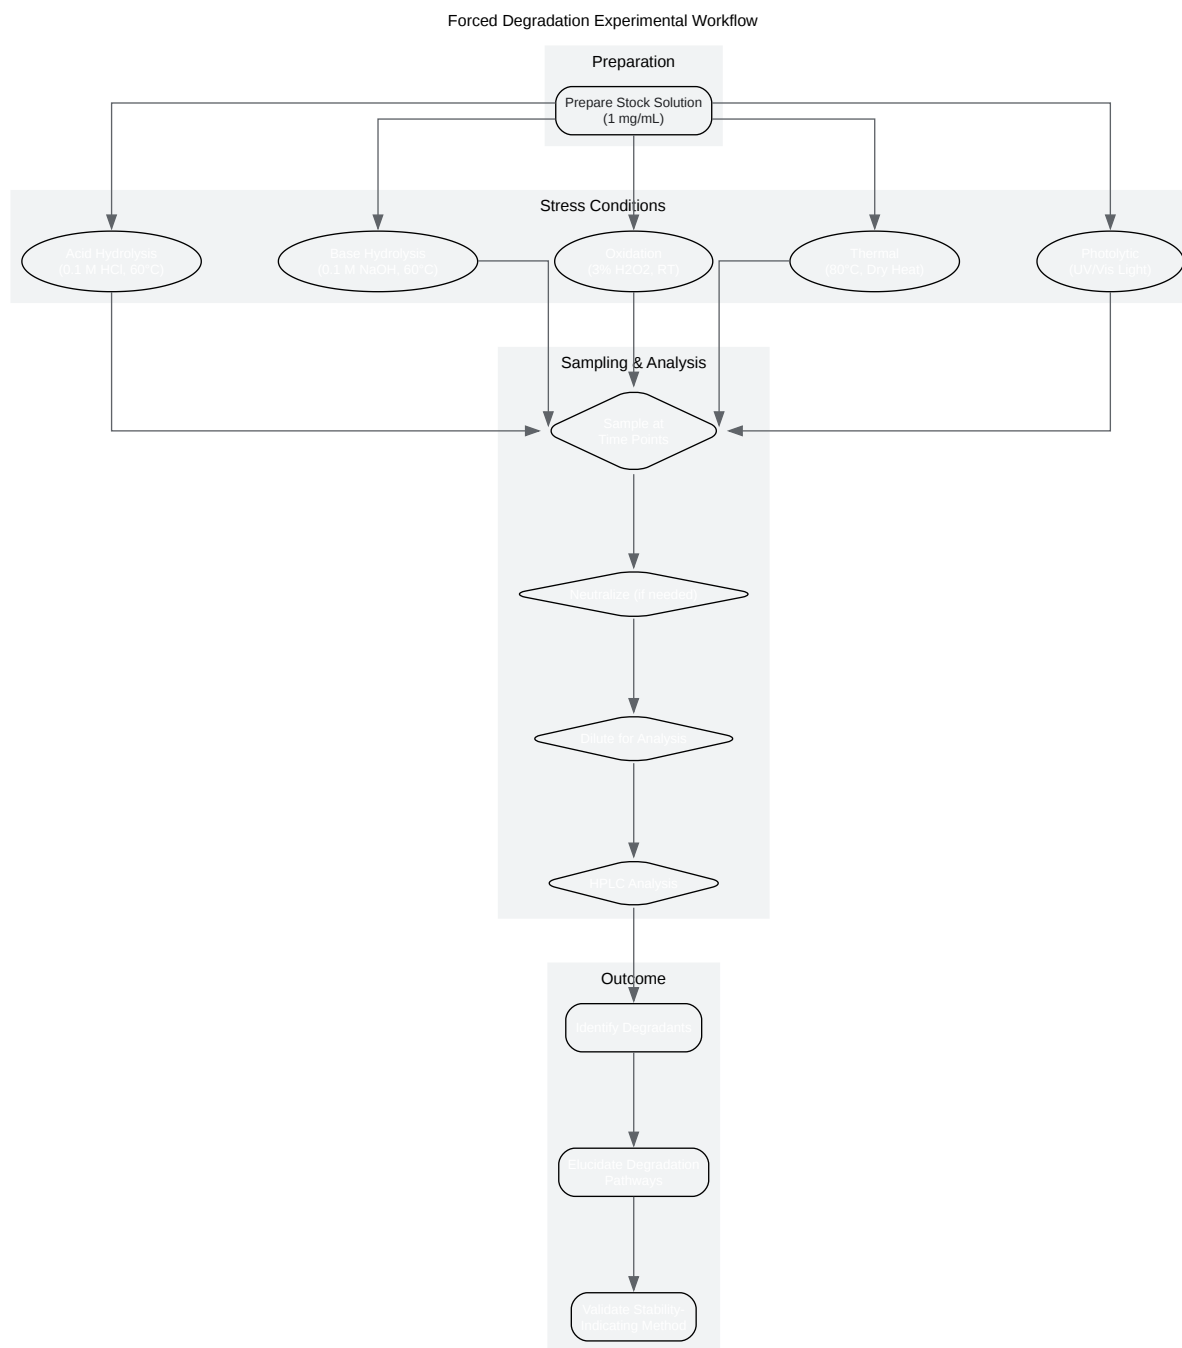 Forced Degradation Experimental Workflow
Preparation
Prepare Stock Solution
(1 mg/mL)
Stress Conditions
Acid Hydrolysis
(0.1 M HCl, 60°C)
Base Hydrolysis
(0.1 M NaOH, 60°C)
Oxidation
(3% H2O2, RT)
Thermal
(80°C, Dry Heat)
Photolytic
(UV/Vis Light)
Sampling & Analysis
Sample at
Time Points
Neutralize (if needed)
Dilute for Analysis
HPLC Analysis
Outcome
Identify Degradants
Elucidate Degradation
Pathways
Validate Stability-
Indicating Method